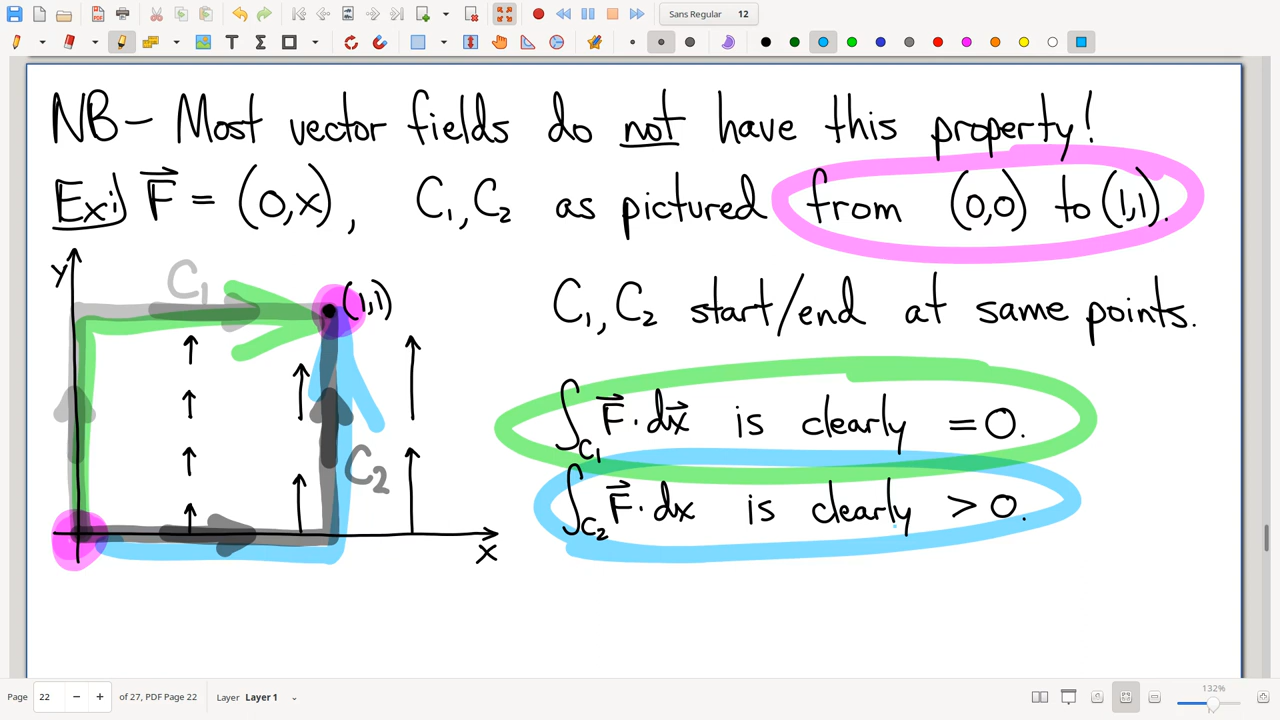 Sans Regular 12
NB - Most vector fields do not have this property!
Ex:) F⃗ = (0,x), C₁, C₂ as pictured from (0,0) to (1,1).
y
C₁
(1,1)
C₁, C₂ start/end at same points.
∫_C₁ F⃗ · dx⃗ is clearly = 0.
C₂
∫_C₂ F⃗ · dx is clearly > 0.
x
Page 22 of 27, PDF Page 22 Layer Layer 1 132%